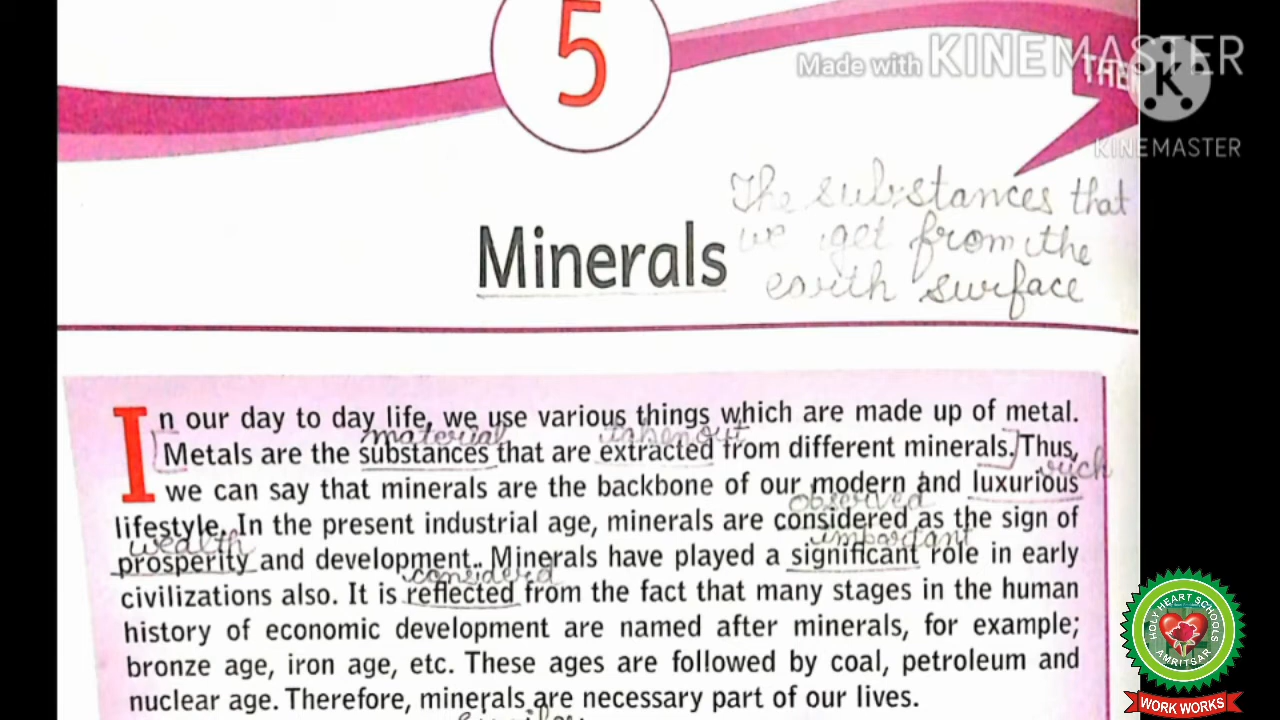 5
Made with KINEMASTER
THE
K
KINEMASTER
The substances that
we get from the
earth surface
Minerals
In our day to day life, we use various things which are made up of metal.
material taken out
Metals are the substances that are extracted from different minerals. Thus,
rich
we can say that minerals are the backbone of our modern and luxurious
observed
lifestyle. In the present industrial age, minerals are considered as the sign of
wealth important
prosperity and development.. Minerals have played a significant role in early
considered
civilizations also. It is reflected from the fact that many stages in the human
history of economic development are named after minerals, for example;
bronze age, iron age, etc. These ages are followed by coal, petroleum and
nuclear age. Therefore, minerals are necessary part of our lives.
HOLY HEART SCHOOLS
AMRITSAR
WORK WORKS